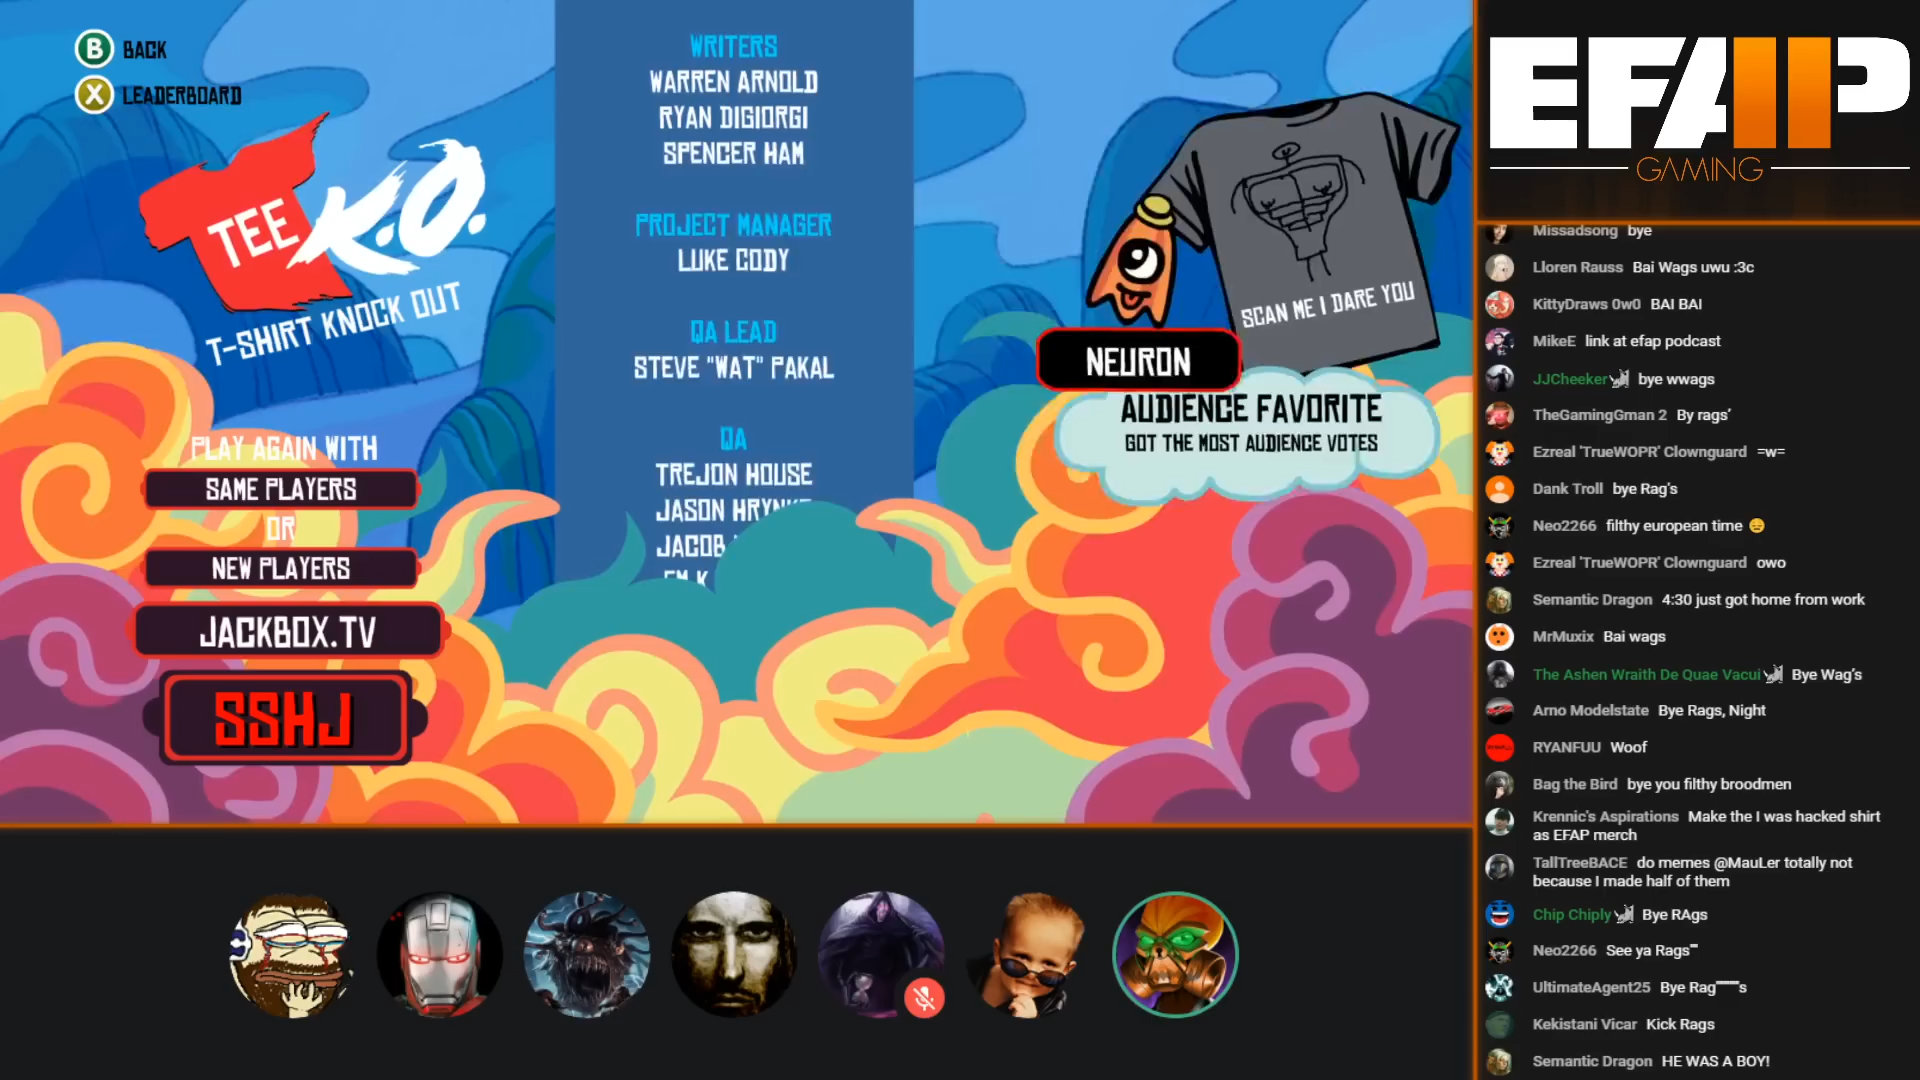 B BACK
X LEADERBOARD
TEE K.O.
T-SHIRT KNOCK OUT
PLAY AGAIN WITH
SAME PLAYERS
OR
NEW PLAYERS
JACKBOX.TV
SSHJ
WRITERS
WARREN ARNOLD
RYAN DIGIORGI
SPENCER HAM
PROJECT MANAGER
LUKE CODY
QA LEAD
STEVE "WAT" PAKAL
QA
TREJON HOUSE
JASON
JACOB
SCAN ME I DARE YOU
NEURON
AUDIENCE FAVORITE
GOT THE MOST AUDIENCE VOTES
EFAP
GAMING
Missadsong bye
Lloren Rauss Bai Wags uwu :3c
KittyDraws 0w0 BAI BAI
MikeE link at efap podcast
JJCheeker bye wwags
TheGamingGman 2 By rags’
Ezreal 'TrueWOPR' Clownguard =w=
Dank Troll bye Rag's
Neo2266 filthy european time 😑
Ezreal 'TrueWOPR' Clownguard owo
Semantic Dragon 4:30 just got home from work
MrMuxix Bai wags
The Ashen Wraith De Quae Vacui Bye Wag’s
Arno Modelstate Bye Rags, Night
RYANFUU Woof
Bag the Bird bye you filthy broodmen
Krennic's Aspirations Make the I was hacked shirt
as EFAP merch
TallTreeBACE do memes @MauLer totally not
because I made half of them
Chip Chiply Bye RAgs
Neo2266 See ya Rags'''
UltimateAgent25 Bye Rag''''''''s
Kekistani Vicar Kick Rags
Semantic Dragon HE WAS A BOY!